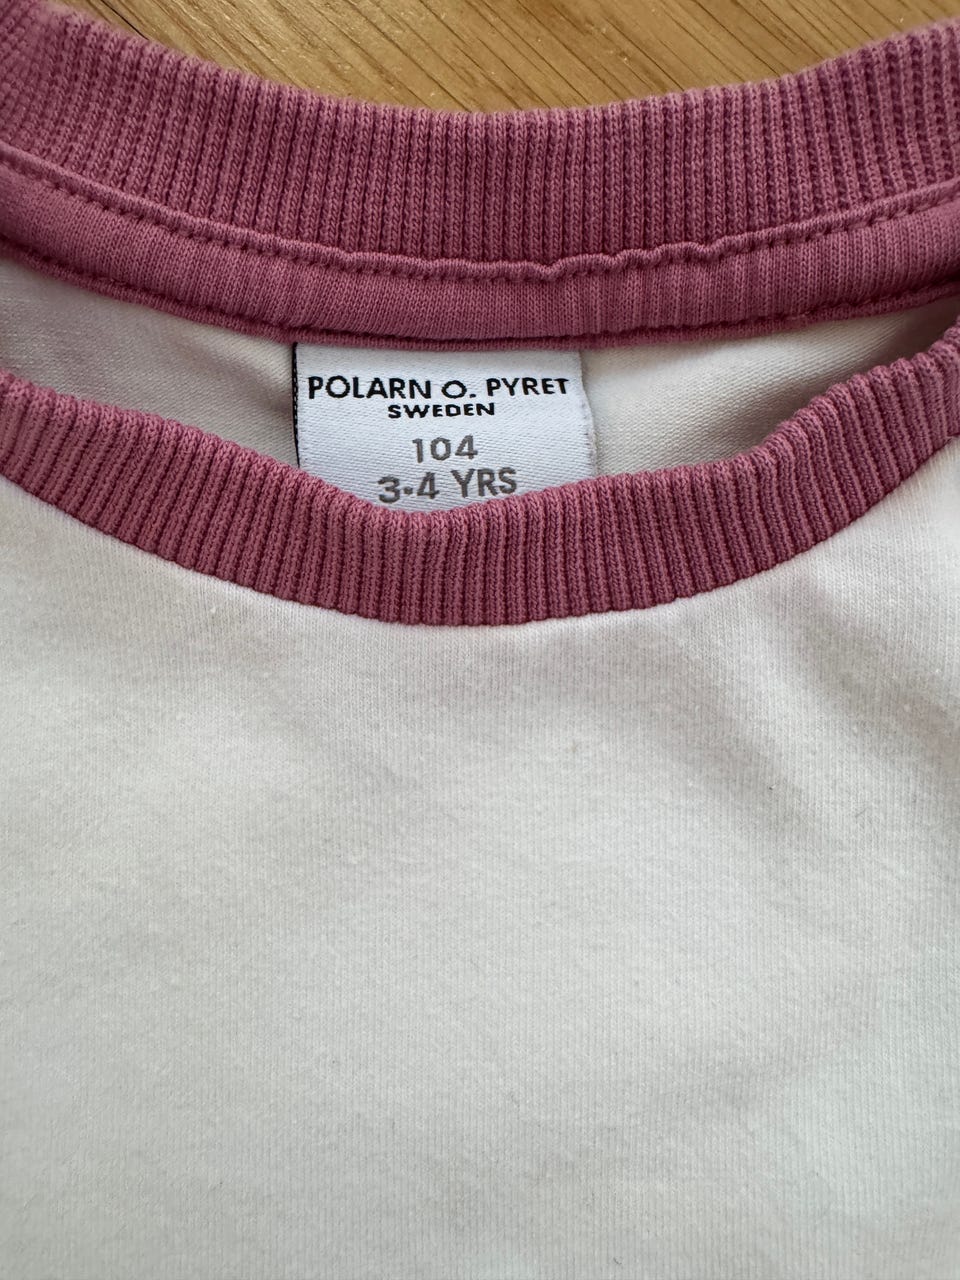 POLARN O. PYRET
SWEDEN
104
3-4 YRS